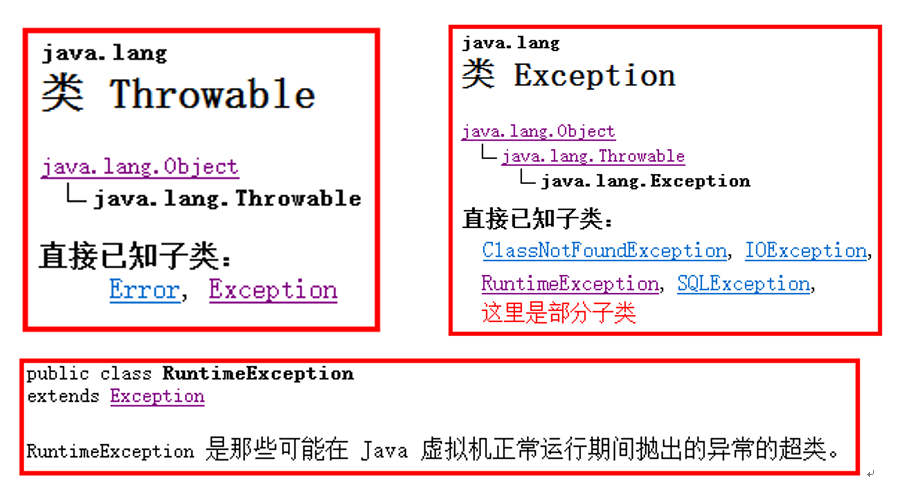 java.lang
类 Throwable
java.lang.Object
java.lang.Throwable
直接已知子类：
Error, Exception
java.lang
类 Exception
java.lang.Object
java.lang.Throwable
java.lang.Exception
直接已知子类：
ClassNotFoundException, IOException,
RuntimeException, SQLException,
这里是部分子类
public class RuntimeException
extends Exception
RuntimeException 是那些可能在 Java 虚拟机正常运行期间抛出的异常的超类。